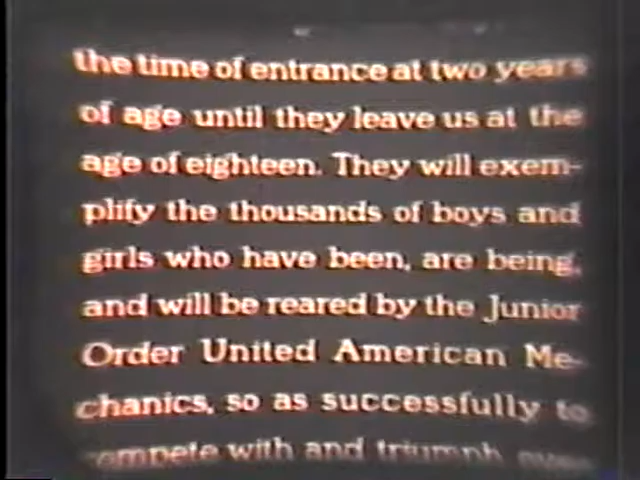 the time of entrance at two years
of age until they leave us at the
age of eighteen. They will exem-
plify the thousands of boys and
girls who have been, are being,
and will be reared by the Junior
Order United American Me-
chanics, so as successfully to
compete with and triumph over